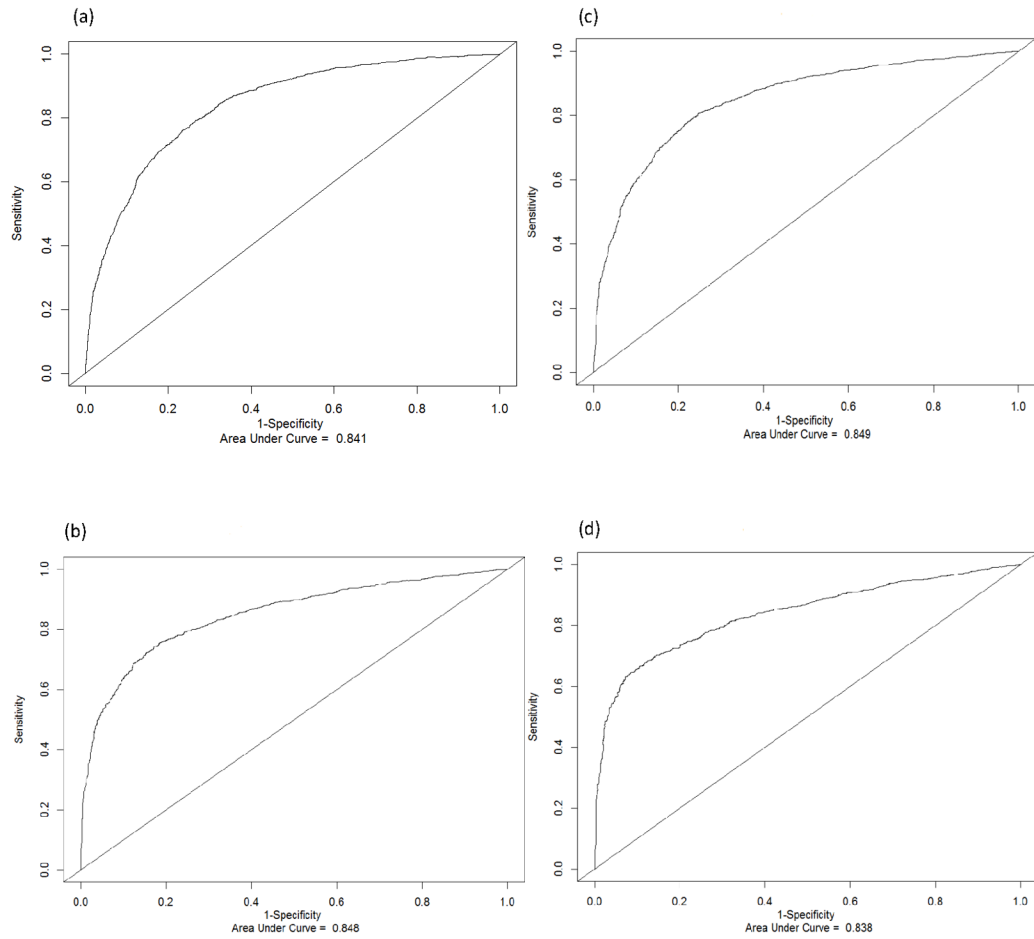 (a)
1.0
0.8
0.6
0.4
0.2
0.0
Sensitivity
0.0 0.2 0.4 0.6 0.8 1.0
1-Specificity
Area Under Curve = 0.841
(c)
1.0
0.8
0.6
0.4
0.2
0.0
Sensitivity
0.0 0.2 0.4 0.6 0.8 1.0
1-Specificity
Area Under Curve = 0.849
(b)
1.0
0.8
0.6
0.4
0.2
0.0
Sensitivity
0.0 0.2 0.4 0.6 0.8 1.0
1-Specificity
Area Under Curve = 0.848
(d)
1.0
0.8
0.6
0.4
0.2
0.0
Sensitivity
0.0 0.2 0.4 0.6 0.8 1.0
1-Specificity
Area Under Curve = 0.838